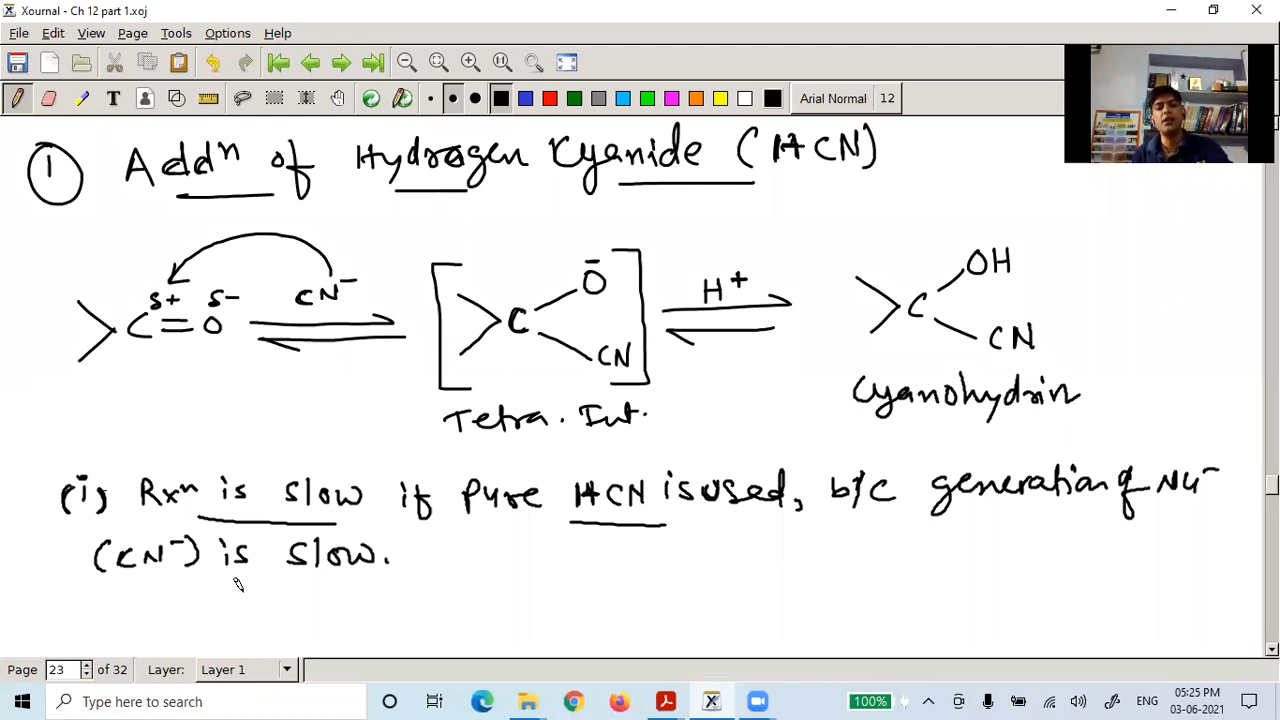 Xournal - Ch 12 part 1.xoj
File Edit View Page Tools Options Help
Arial Normal 12
① Addⁿ of Hydrogen Cyanide (HCN)
C = O δ+ δ− CN⁻
C Ō CN
H⁺
C OH CN
Tetra. Int.
Cyanohydrin
(i) Rxⁿ is slow if Pure HCN is used, b/c generation of Nu⁻
(CN⁻) is slow.
Page 23 of 32 Layer: Layer 1
Type here to search
100%
05:25 PM
03-06-2021